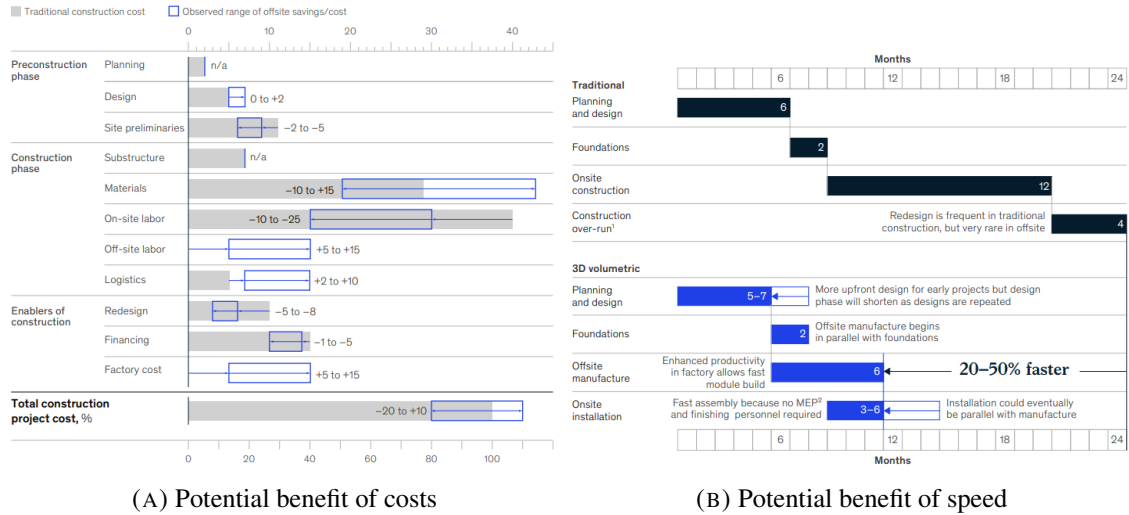 Traditional construction cost
Observed range of offsite savings/cost
0 10 20 30 40
Preconstruction
phase
Planning
n/a
Design
0 to +2
Site preliminaries
−2 to −5
Construction
phase
Substructure
n/a
Materials
−10 to +15
On-site labor
−10 to −25
Off-site labor
+5 to +15
Logistics
+2 to +10
Enablers of
construction
Redesign
−5 to −8
Financing
−1 to −5
Factory cost
+5 to +15
Total construction
project cost, %
−20 to +10
0 20 40 60 80 100
(A) Potential benefit of costs
Months
6 12 18 24
Traditional
Planning
and design
6
Foundations
2
Onsite
construction
12
Construction
over-run¹
Redesign is frequent in traditional
construction, but very rare in offsite
4
3D volumetric
Planning
and design
5–7
More upfront design for early projects but design
phase will shorten as designs are repeated
Foundations
2
Offsite manufacture begins
in parallel with foundations
Offsite
manufacture
Enhanced productivity
in factory allows fast
module build
6
20–50% faster
Onsite
installation
Fast assembly because no MEP²
and finishing personnel required
3–6
Installation could eventually
be parallel with manufacture
6 12 18 24
Months
(B) Potential benefit of speed